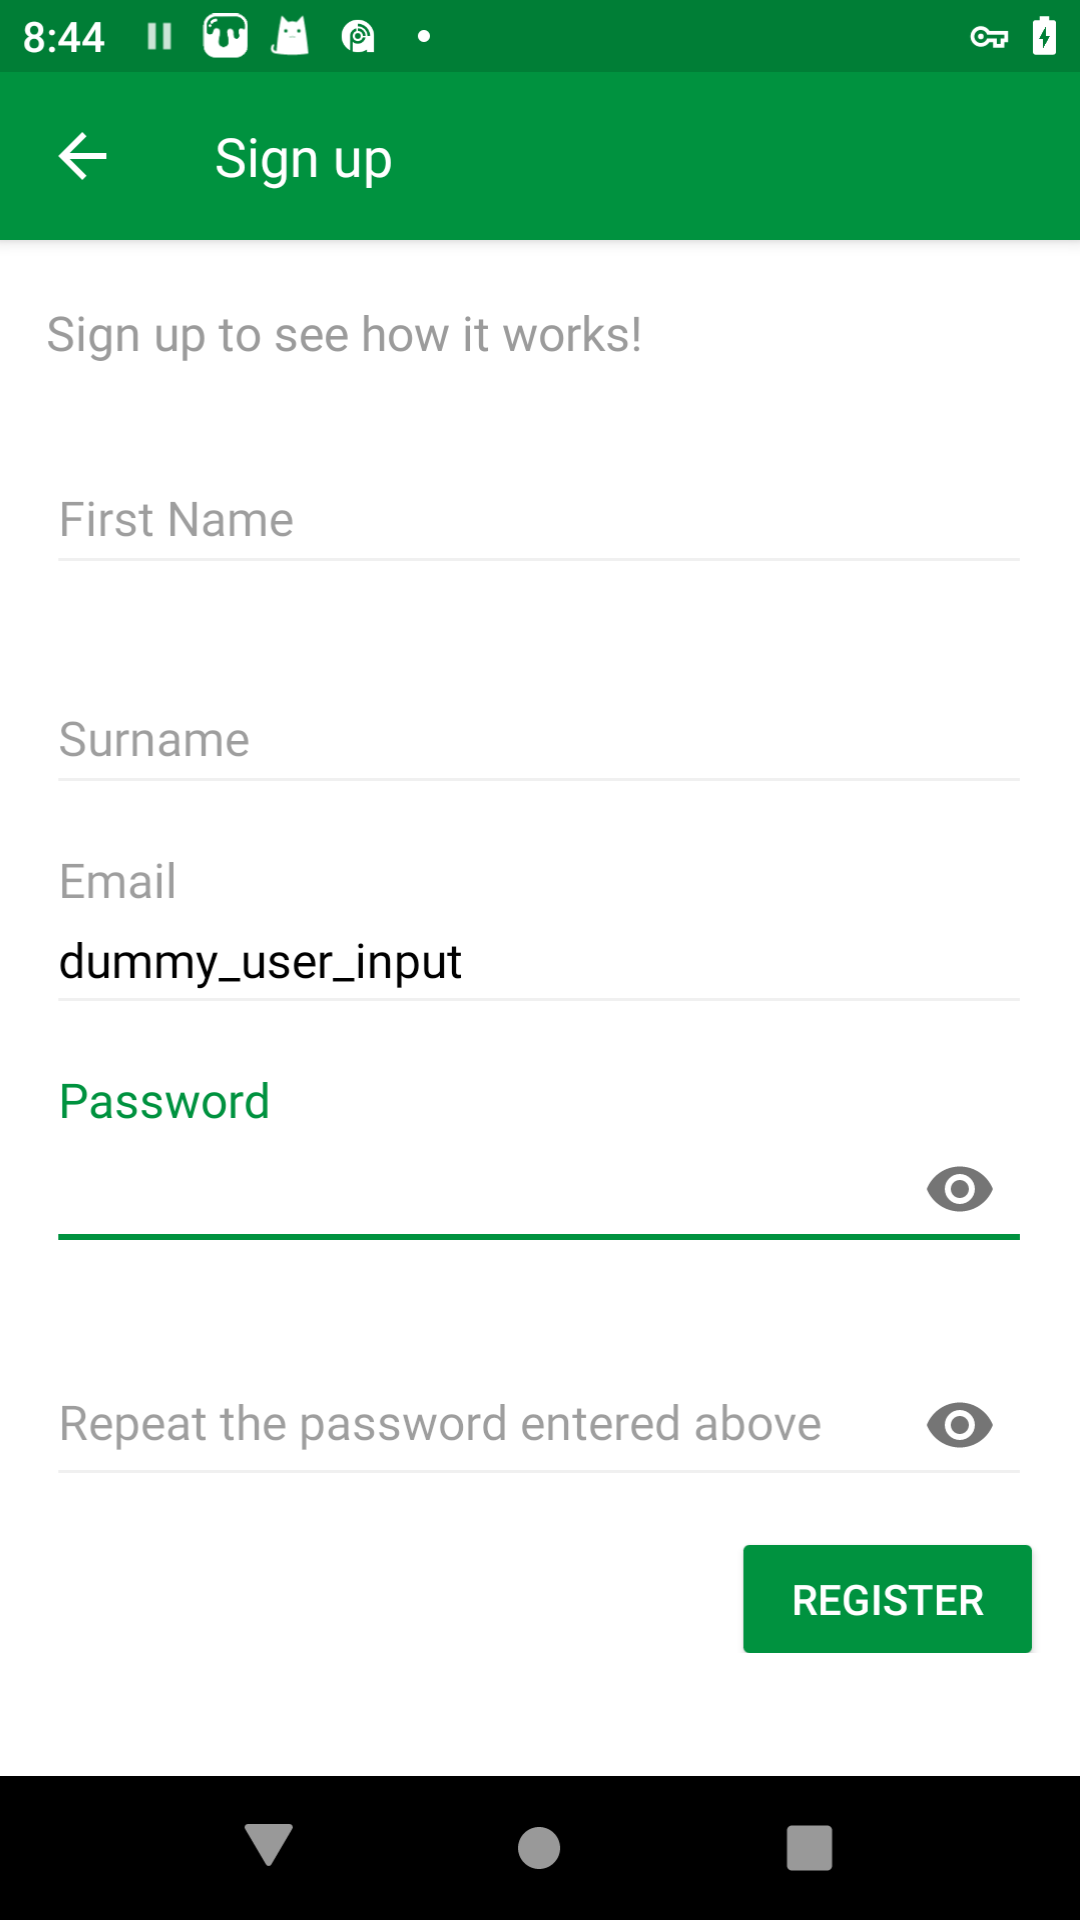 8:44
Sign up
Sign up to see how it works!
First Name
Surname
Email
dummy_user_input
Password
Repeat the password entered above
REGISTER